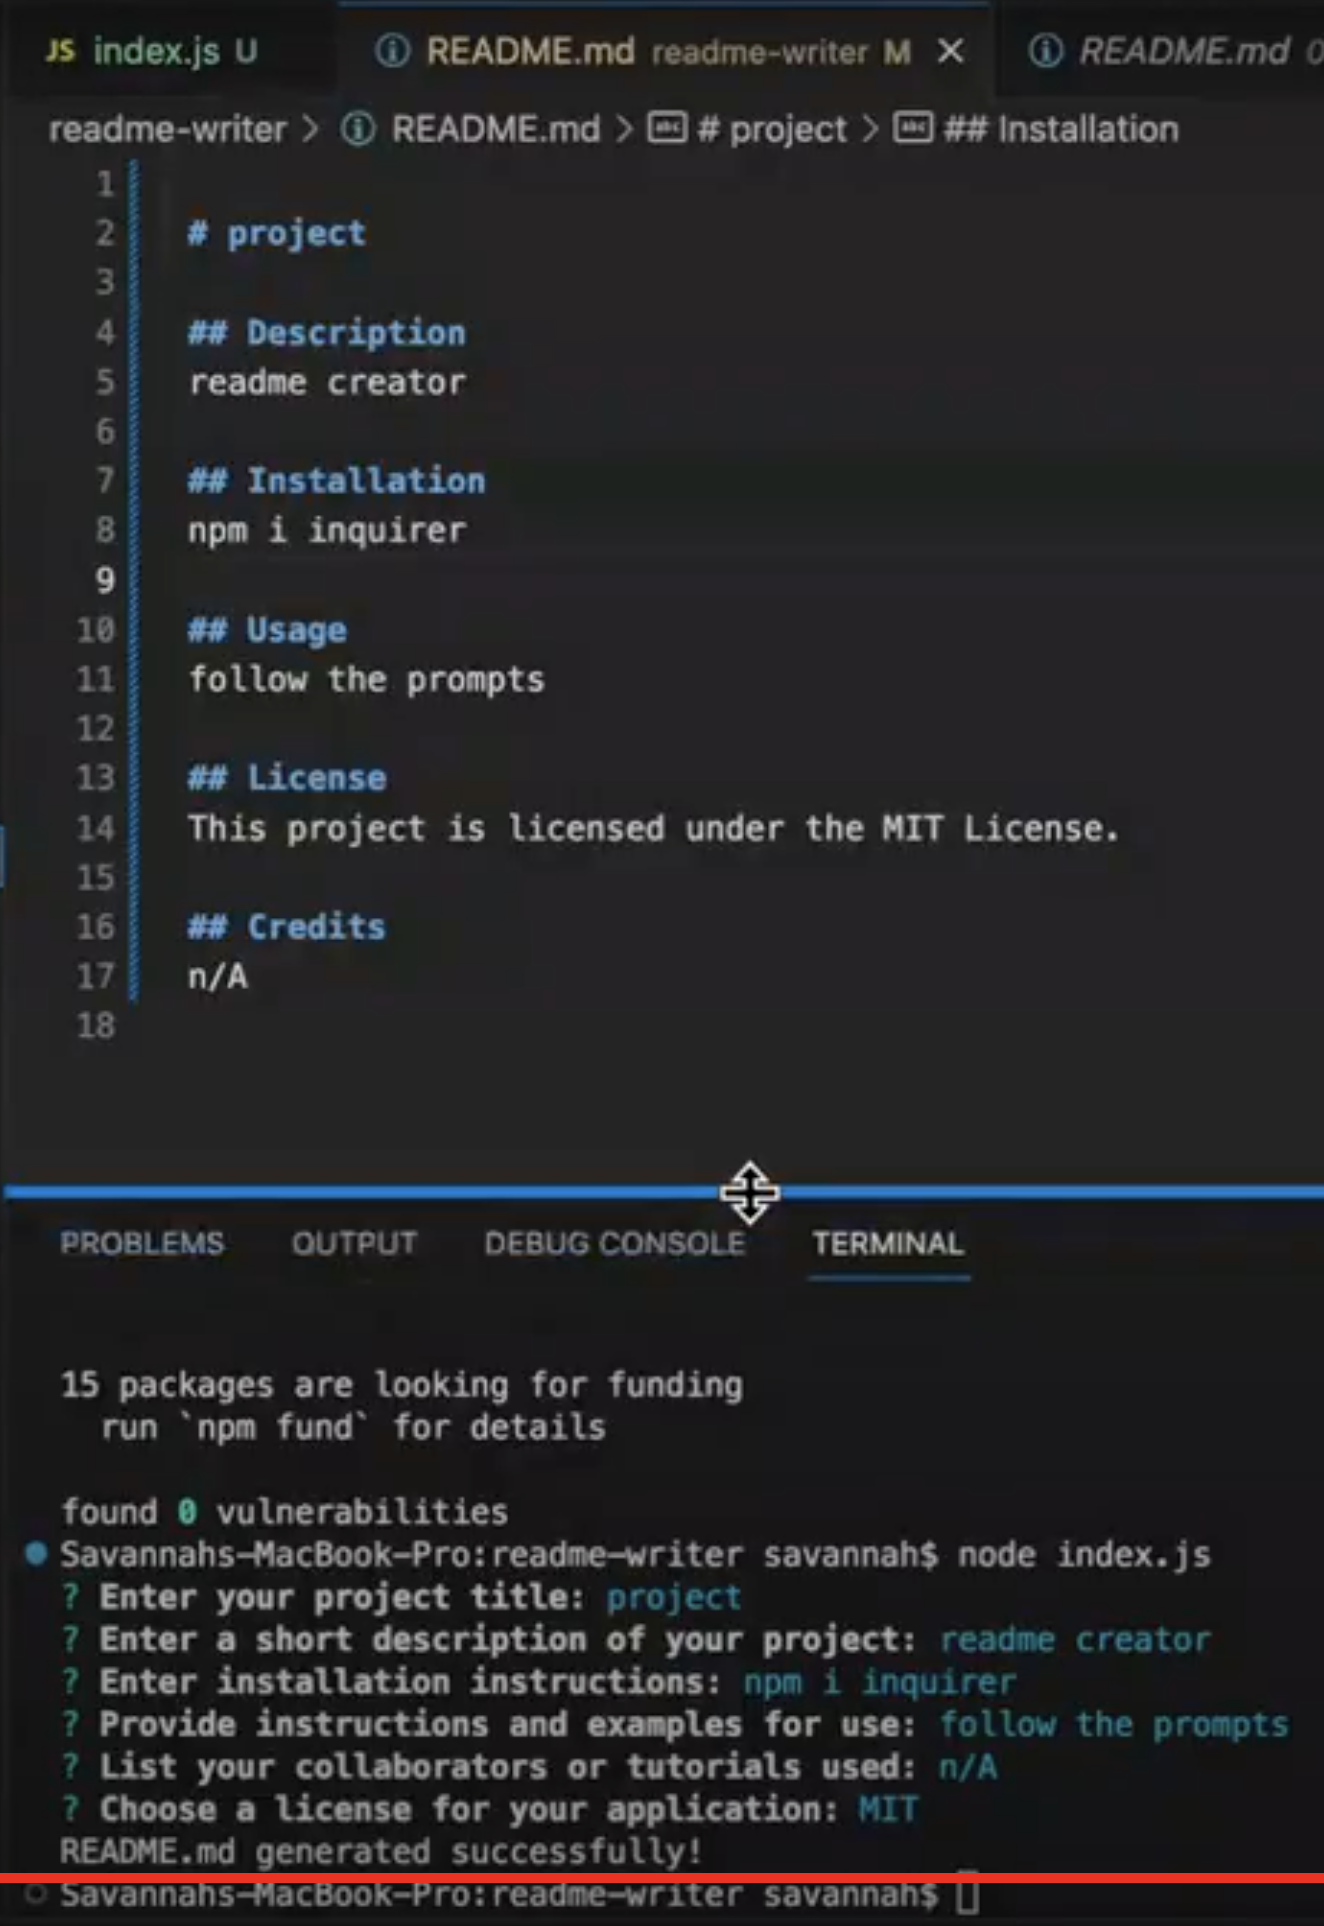 JS index.js U README.md readme-writer M README.md
readme-writer > README.md > # project > ## Installation
1
2 # project
3
4 ## Description
5 readme creator
6
7 ## Installation
8 npm i inquirer
9
10 ## Usage
11 follow the prompts
12
13 ## License
14 This project is licensed under the MIT License.
15
16 ## Credits
17 n/A
18
PROBLEMS OUTPUT DEBUG CONSOLE TERMINAL
15 packages are looking for funding
run `npm fund` for details
found 0 vulnerabilities
Savannahs-MacBook-Pro:readme-writer savannah$ node index.js
? Enter your project title: project
? Enter a short description of your project: readme creator
? Enter installation instructions: npm i inquirer
? Provide instructions and examples for use: follow the prompts
? List your collaborators or tutorials used: n/A
? Choose a license for your application: MIT
README.md generated successfully!
Savannahs-MacBook-Pro:readme-writer savannah$